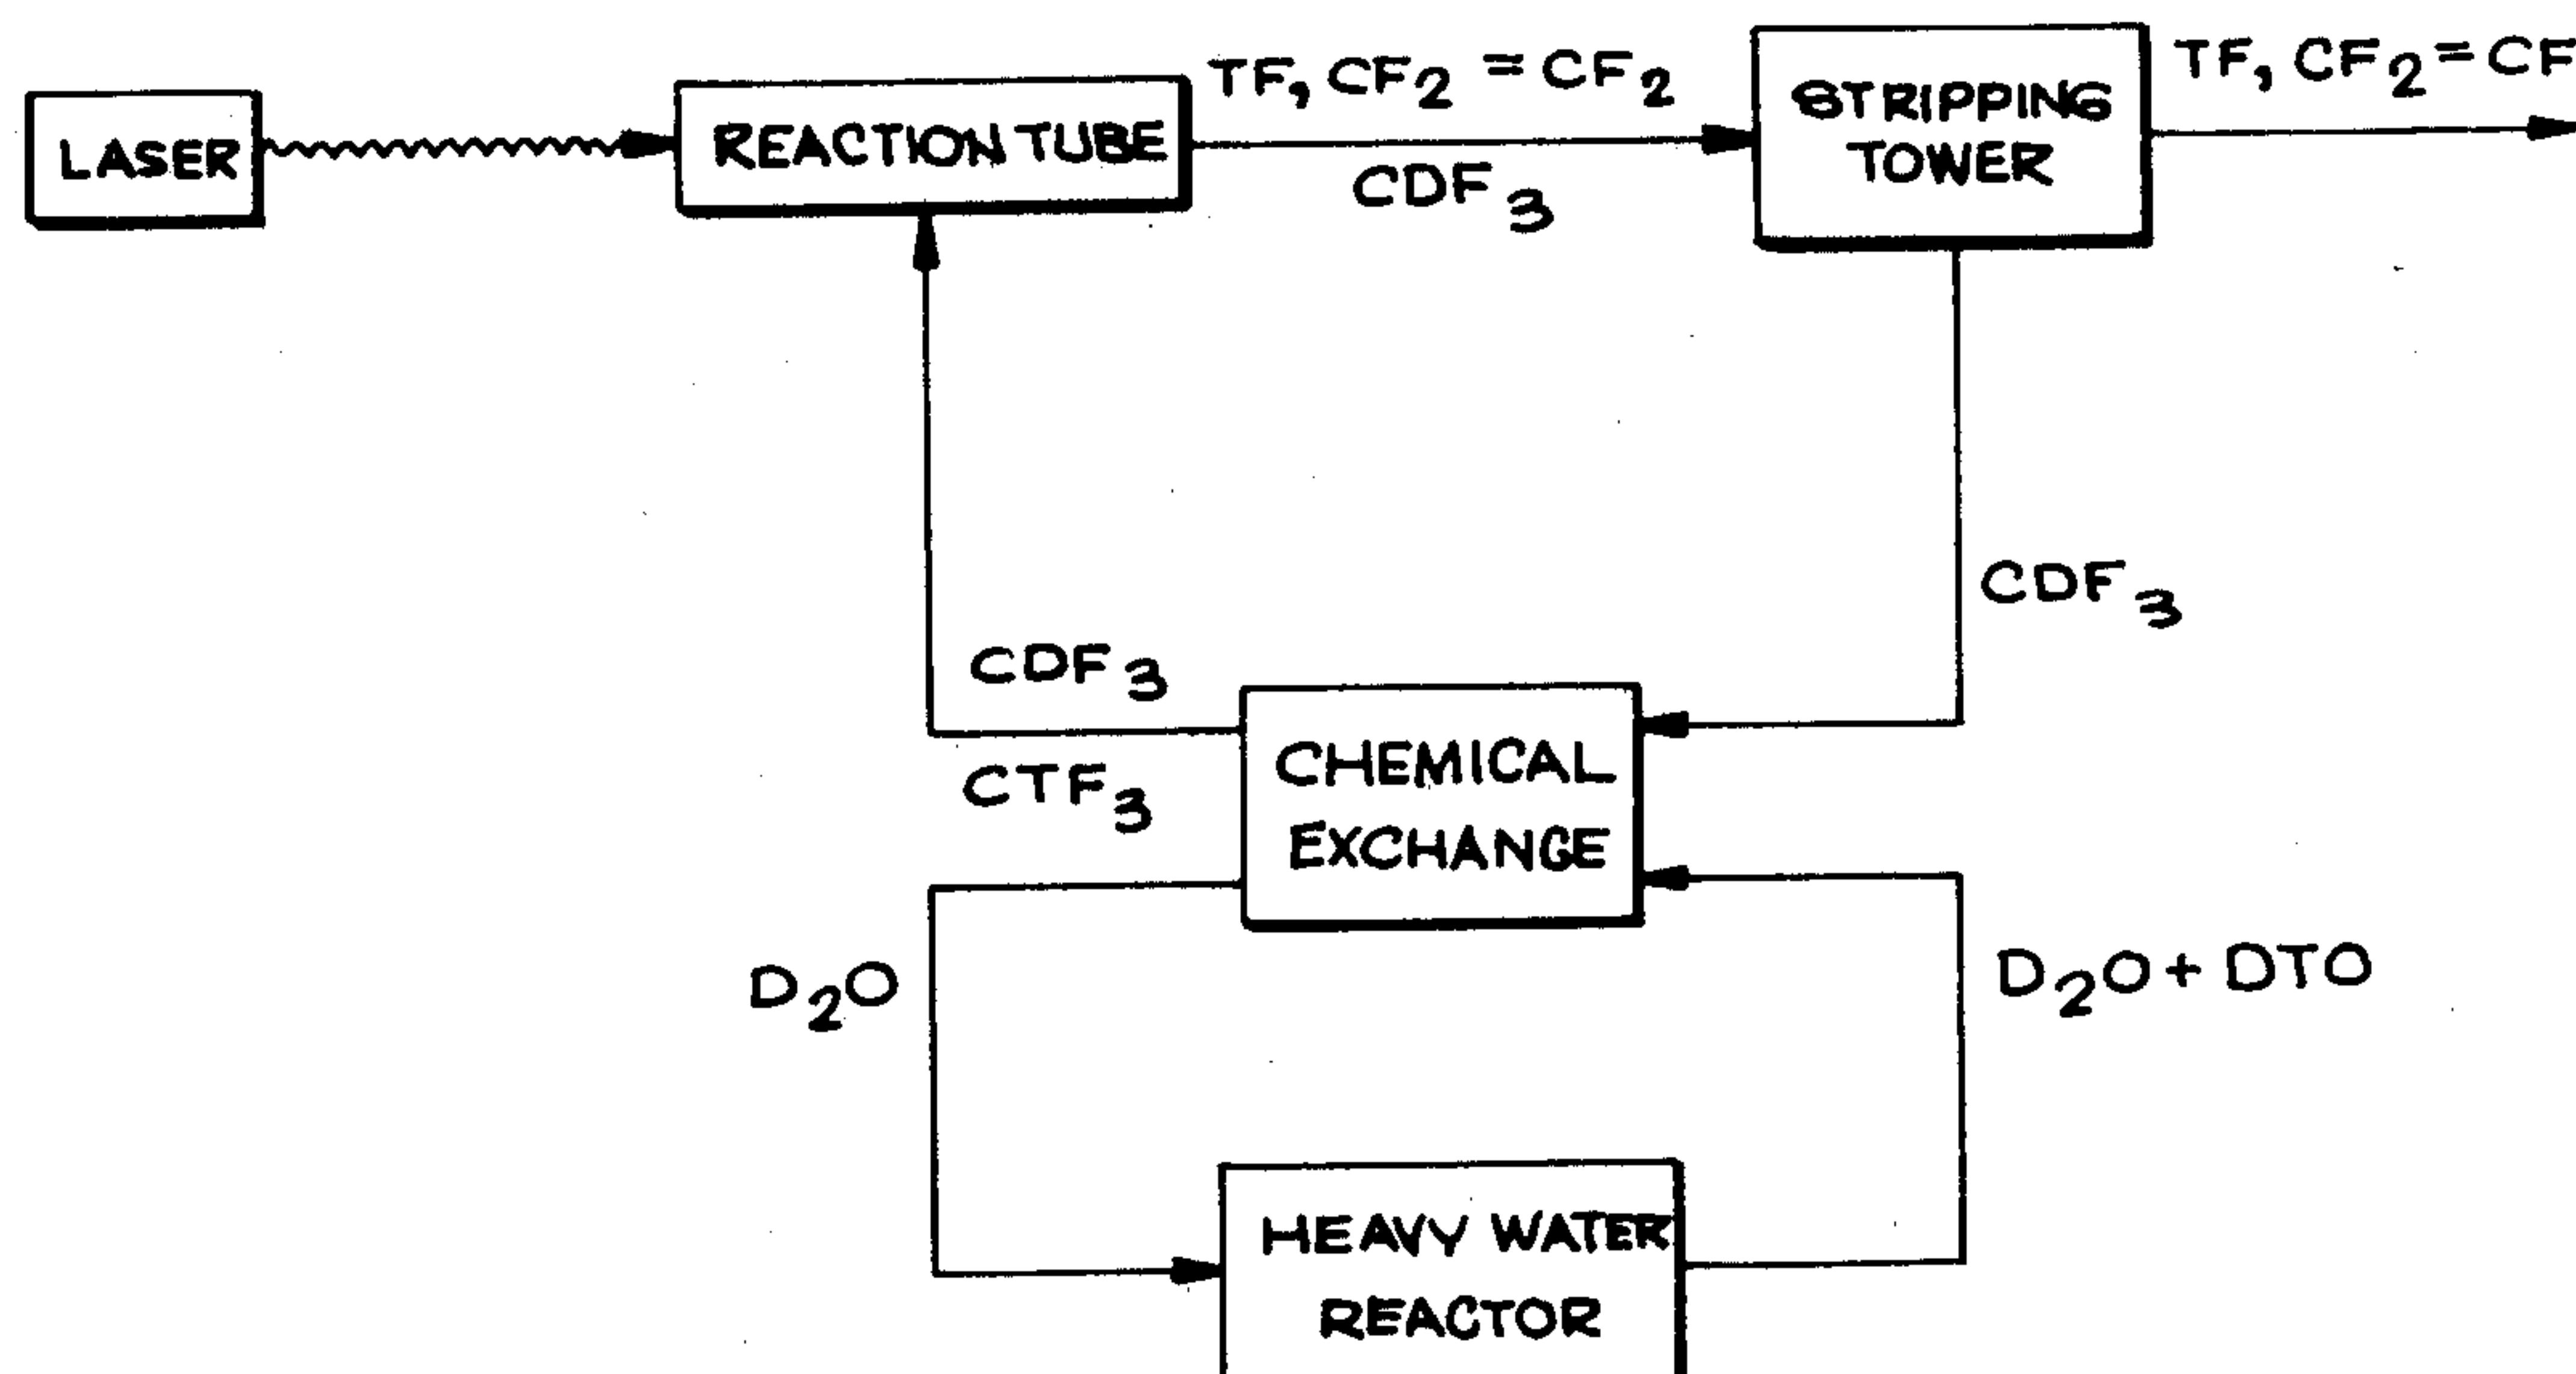 LASER
REACTION TUBE
TF, CF2 = CF2
CDF3
STRIPPING
TOWER
TF, CF2 = CF
CDF3
CDF3
CTF3
CHEMICAL
EXCHANGE
D2O
D2O + DTO
HEAVY WATER
REACTOR